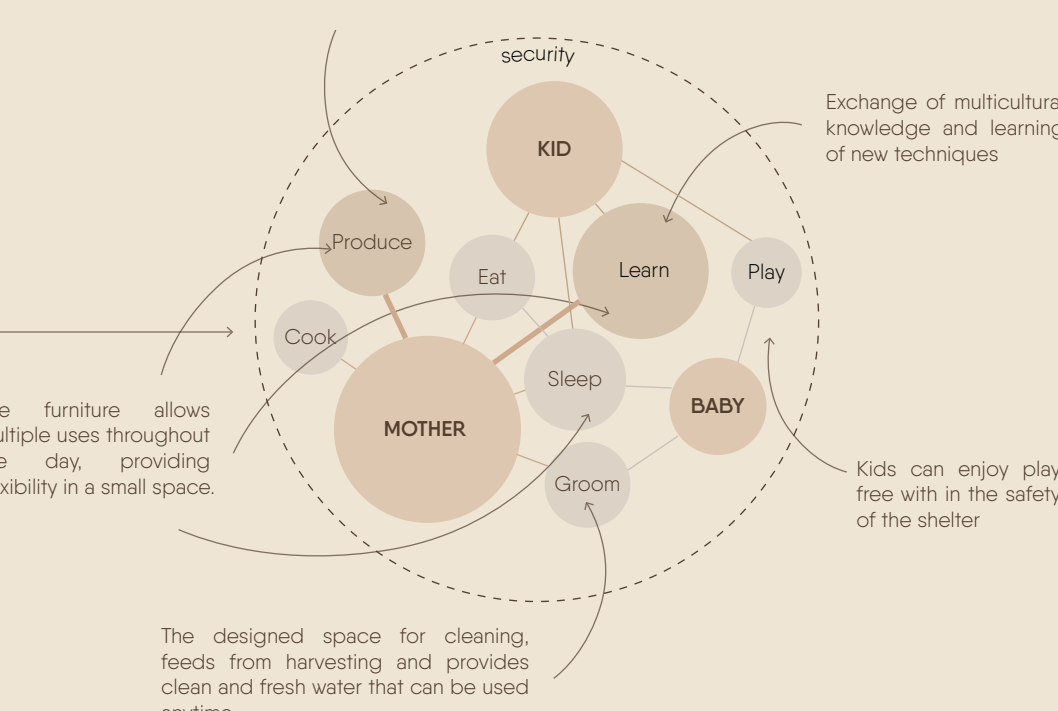 security
KID
Exchange of multicultura
knowledge and learning
of new techniques
Produce
Eat
Learn
Play
Cook
Sleep
BABY
MOTHER
furniture allows
uses throughout
day, providing
in a small space.
Groom
Kids can enjoy play
free with in the safety
of the shelter
The designed space for cleaning,
feeds from harvesting and provides
clean and fresh water that can be used